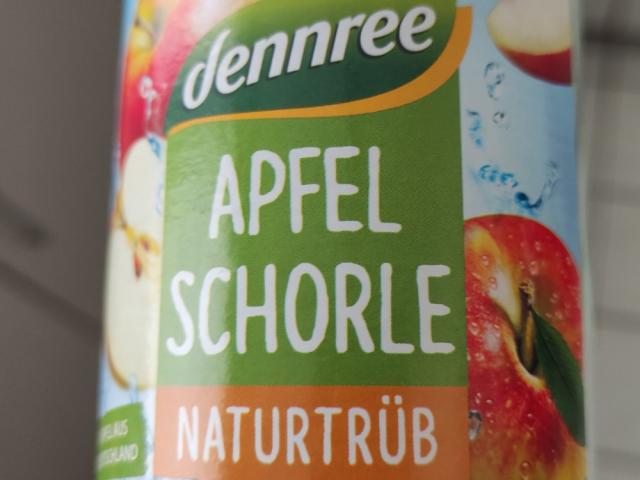 dennree
APFEL
SCHORLE
NATURTRÜB